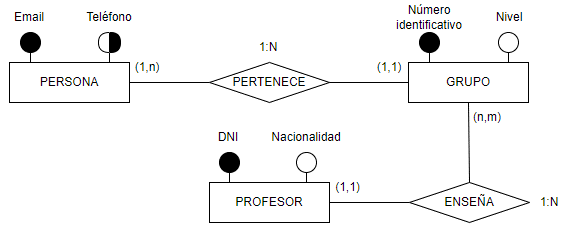 Email
Teléfono
Número
identificativo
Nivel
1:N
PERSONA
(1,n)
PERTENECE
(1,1)
GRUPO
(n,m)
DNI
Nacionalidad
PROFESOR
(1,1)
ENSEÑA
1:N